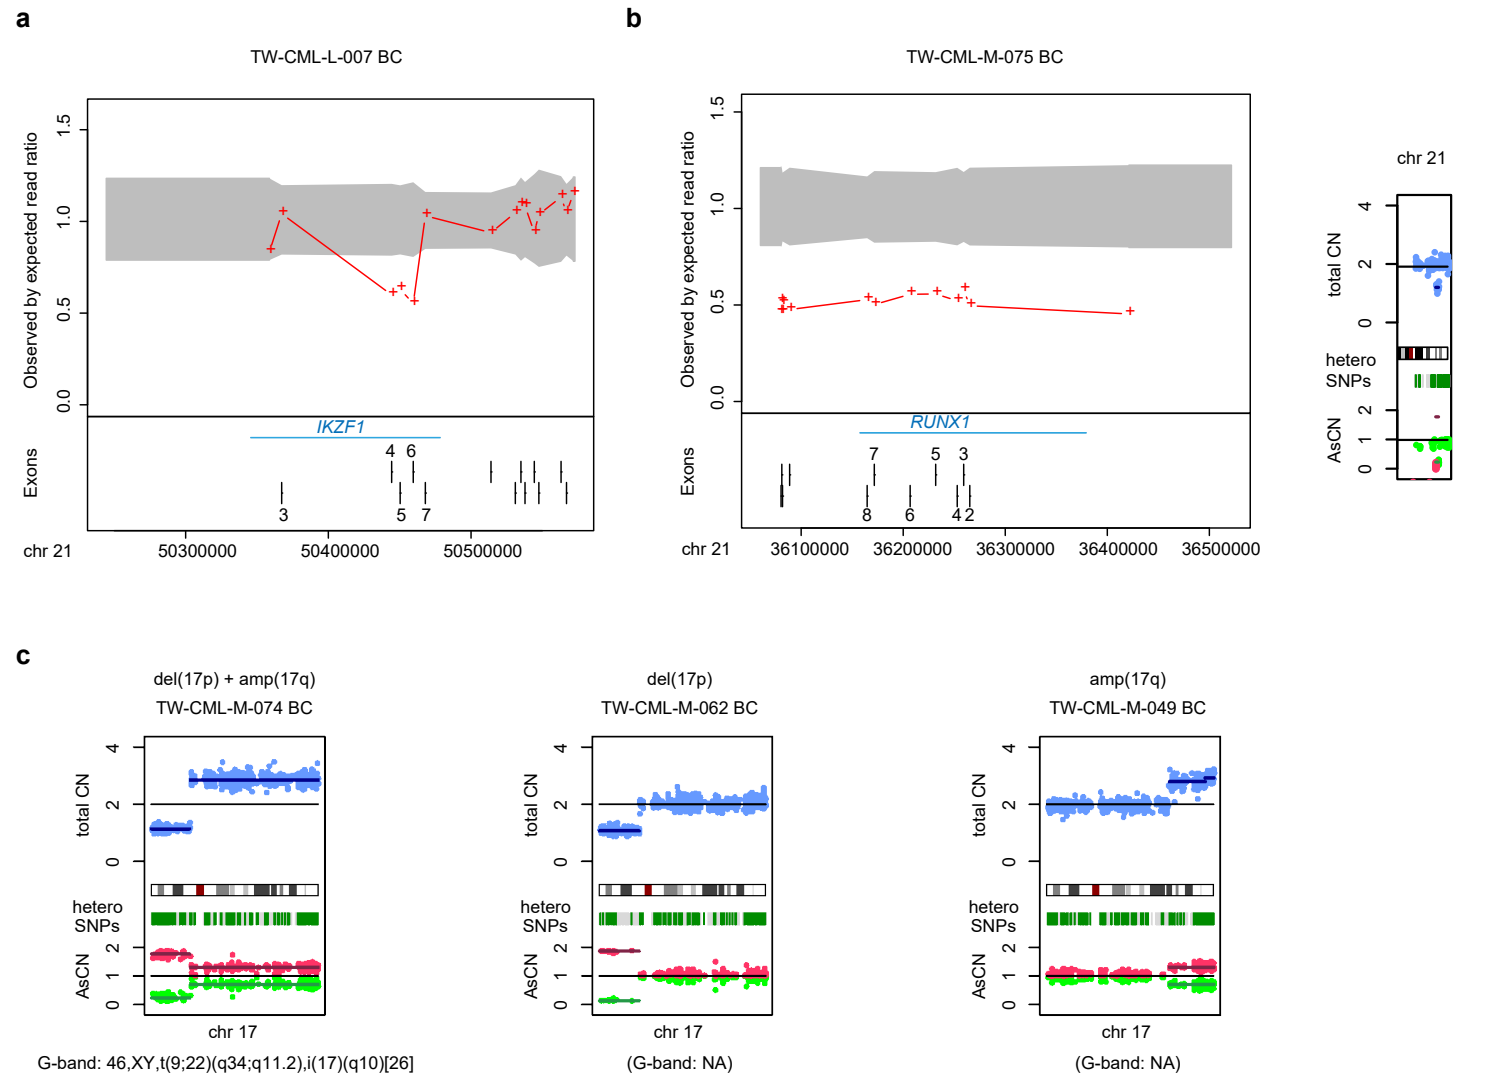 a
TW-CML-L-007 BC
Observed by expected read ratio
1.5
1.0
0.5
0.0
IKZF1
Exons
4 6
3 5 7
chr 21
50300000 50400000 50500000
b
TW-CML-M-075 BC
Observed by expected read ratio
1.5
1.0
0.5
0.0
RUNX1
Exons
7 5 3
8 6 4 2
chr 21
36100000 36200000 36300000 36400000 36500000
chr 21
total CN
4
2
0
hetero
SNPs
AsCN
2
1
0
c
del(17p) + amp(17q)
TW-CML-M-074 BC
total CN
4
2
0
hetero
SNPs
AsCN
2
1
0
chr 17
G-band: 46,XY,t(9;22)(q34;q11.2),i(17)(q10)[26]
del(17p)
TW-CML-M-062 BC
total CN
4
2
0
hetero
SNPs
AsCN
2
1
0
chr 17
(G-band: NA)
amp(17q)
TW-CML-M-049 BC
total CN
4
2
0
hetero
SNPs
AsCN
2
1
0
chr 17
(G-band: NA)